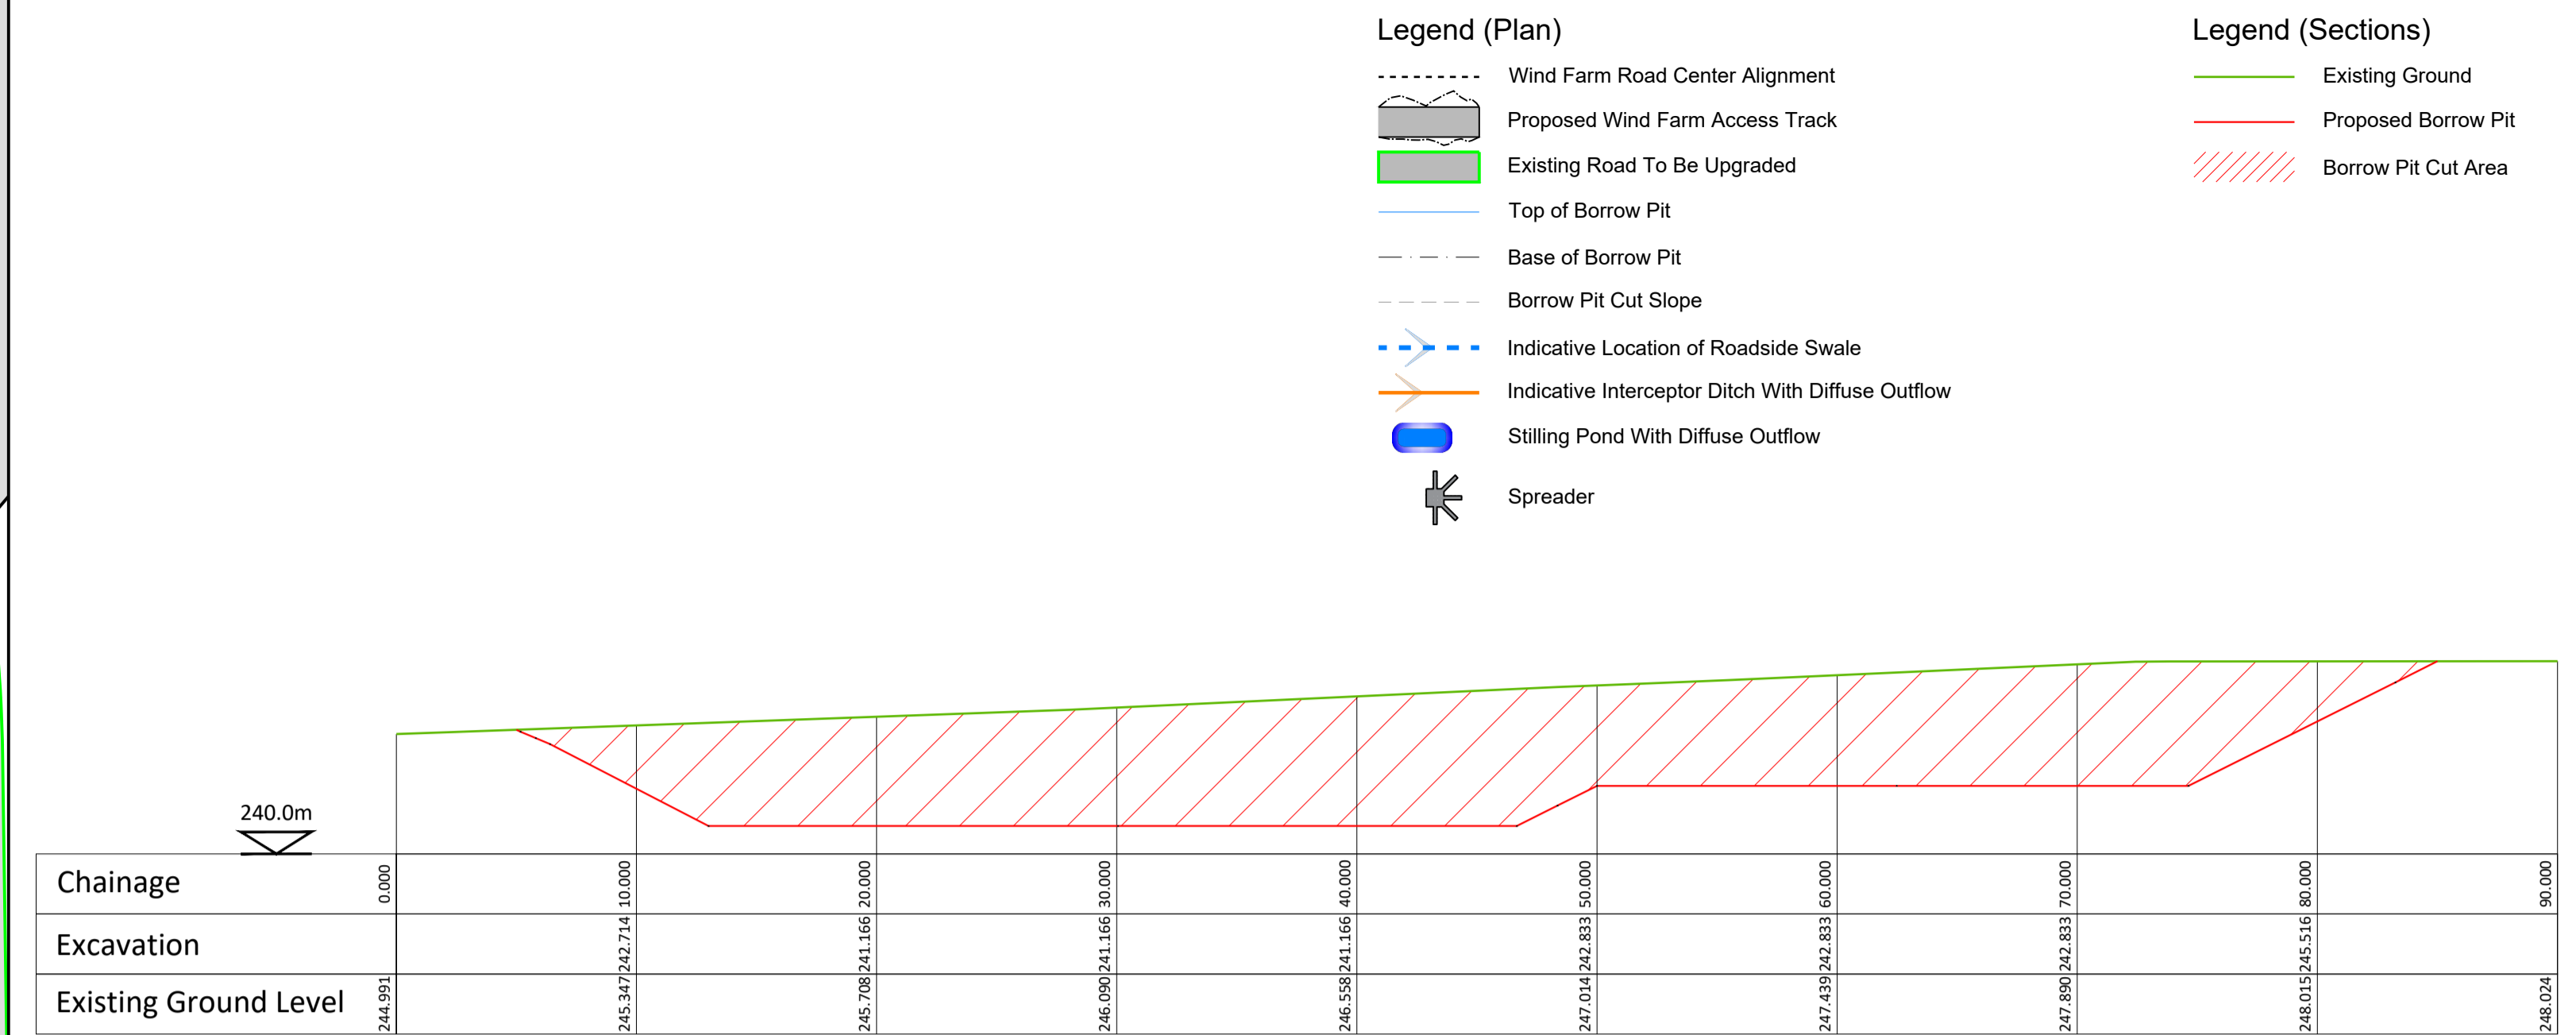 Legend (Plan)
Wind Farm Road Center Alignment
Proposed Wind Farm Access Track
Existing Road To Be Upgraded
Top of Borrow Pit
Base of Borrow Pit
Borrow Pit Cut Slope
Indicative Location of Roadside Swale
Indicative Interceptor Ditch With Diffuse Outflow
Stilling Pond With Diffuse Outflow
Spreader
Legend (Sections)
Existing Ground
Proposed Borrow Pit
Borrow Pit Cut Area
240.0m
Chainage 0.000 10.000 20.000 30.000 40.000 50.000 60.000 70.000 80.000 90.000
Excavation 242.714 241.166 241.166 241.166 242.833 242.833 242.833 245.516
Existing Ground Level 244.991 245.347 245.708 246.090 246.558 247.014 247.439 247.890 248.015 248.024